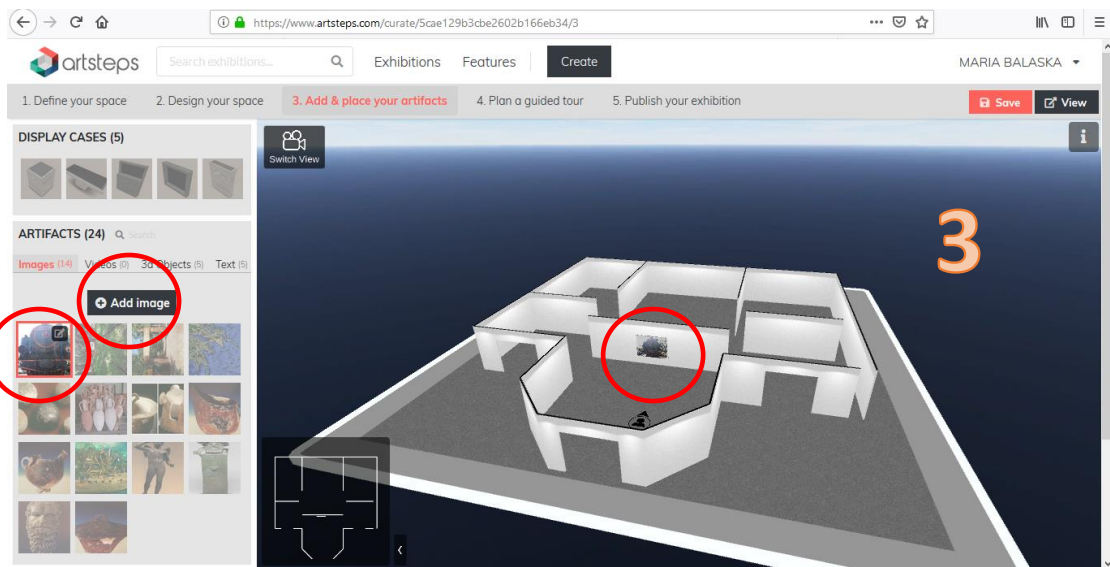 https://www.artsteps.com/curate/5cae129b3cbe2602b166eb34/3
artsteps Search exhibitions... Exhibitions Features Create MARIA BALASKA
1. Define your space 2. Design your space 3. Add & place your artifacts 4. Plan a guided tour 5. Publish your exhibition Save View
DISPLAY CASES (5)
Switch View
i
ARTIFACTS (24) Search
3
Images (14) Videos (0) 3d Objects (5) Text (5)
Add image